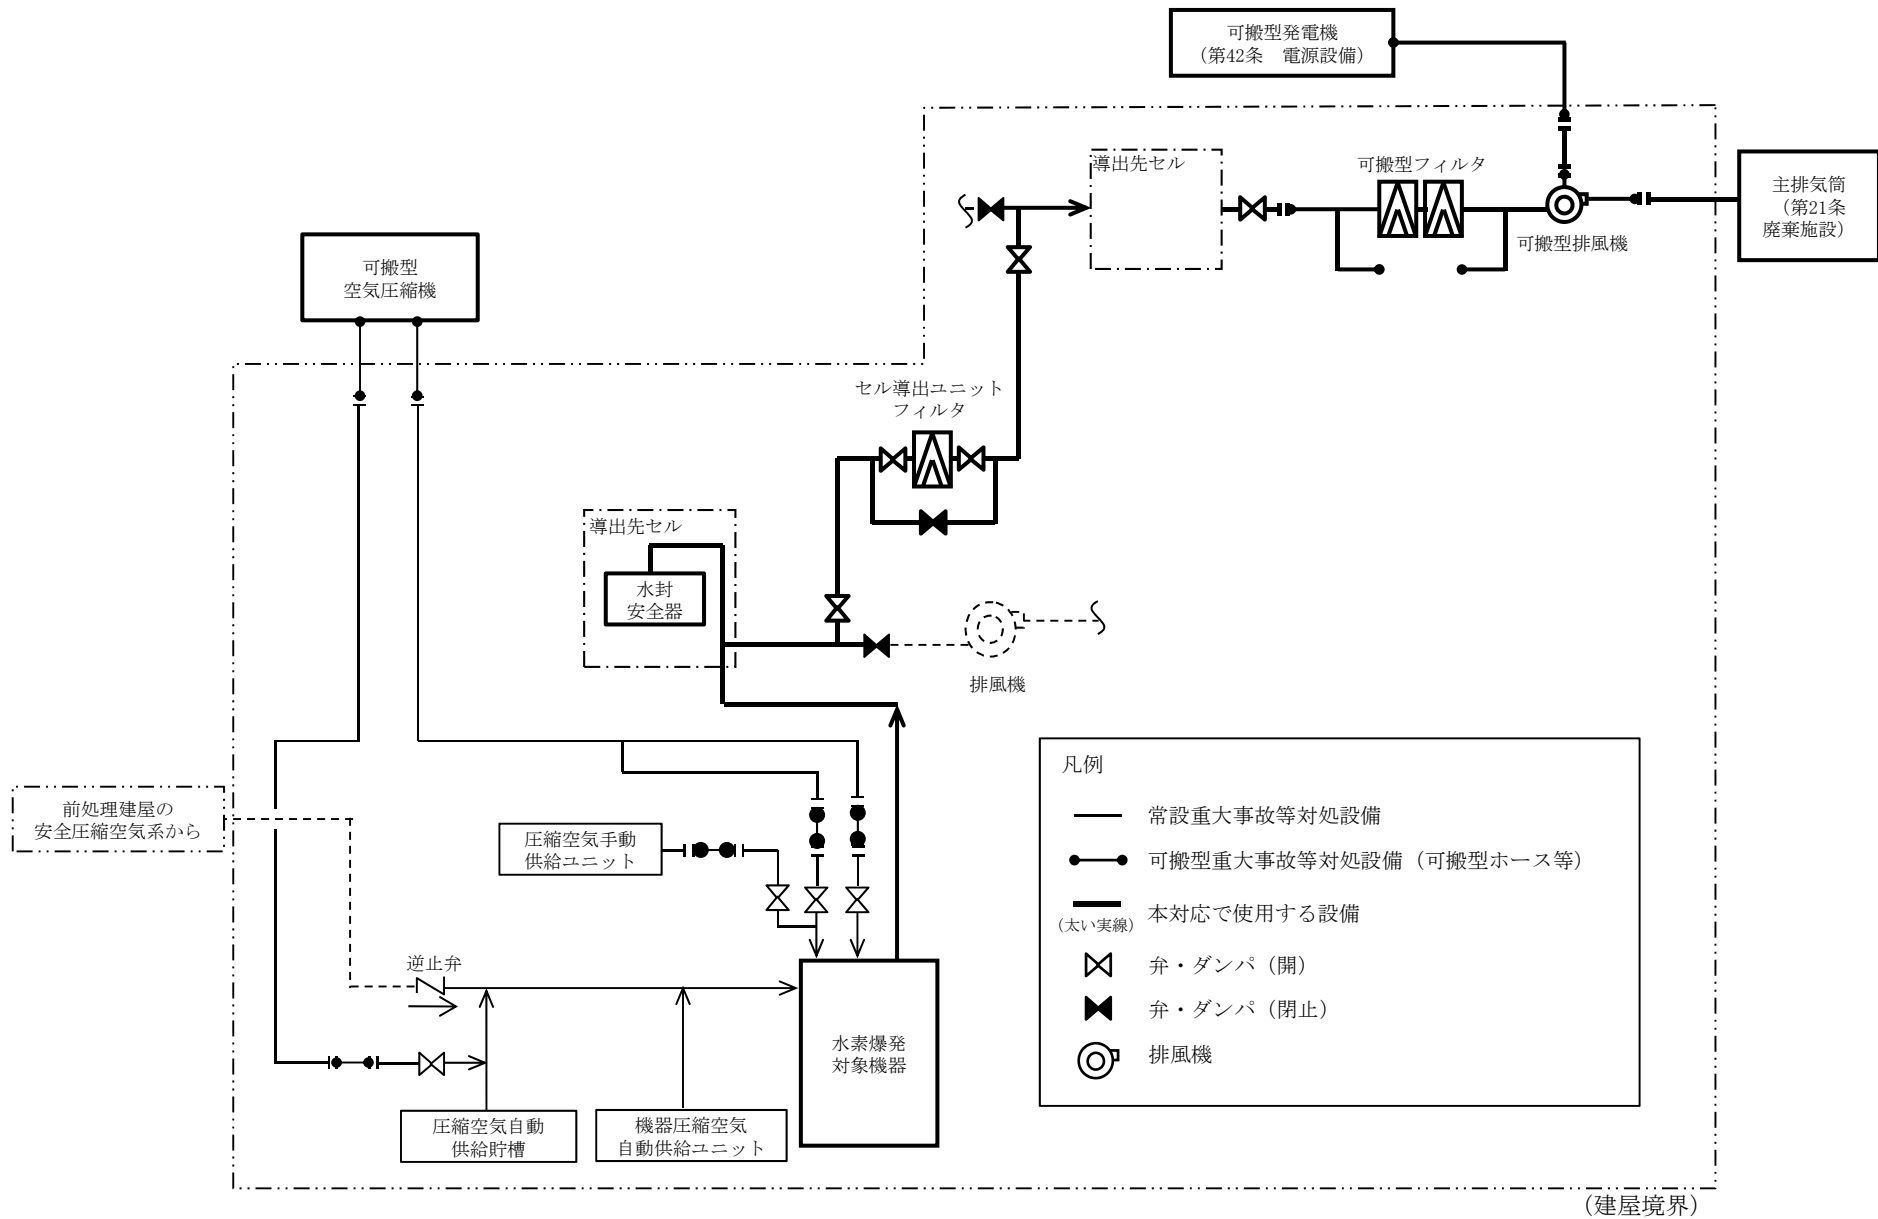 可搬型発電機
（第42条　電源設備）
導出先セル
可搬型フィルタ
主排気筒
（第21条
廃棄施設）
可搬型排風機
可搬型
空気圧縮機
セル導出ユニット
フィルタ
導出先セル
水封
安全器
排風機
前処理建屋の
安全圧縮空気系から
圧縮空気手動
供給ユニット
逆止弁
水素爆発
対象機器
圧縮空気自動
供給貯槽
機器圧縮空気
自動供給ユニット
凡例
常設重大事故等対処設備
可搬型重大事故等対処設備（可搬型ホース等）
（太い実線）
本対応で使用する設備
弁・ダンパ（開）
弁・ダンパ（閉止）
排風機
（建屋境界）